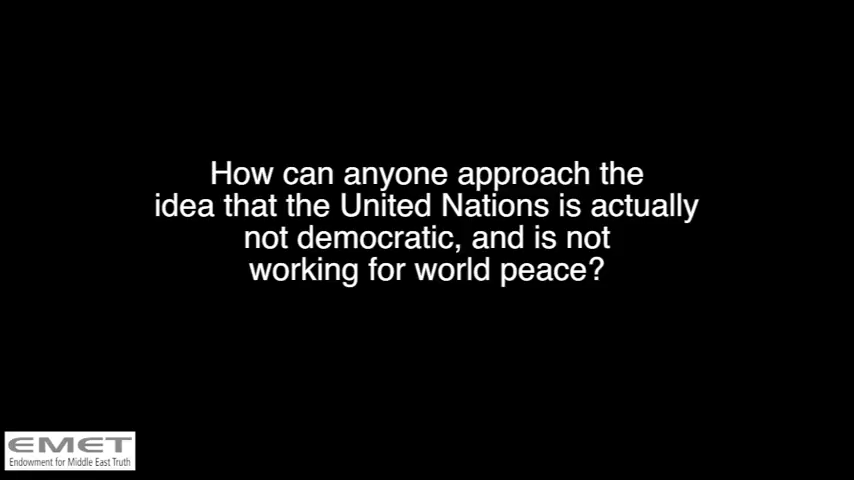 How can anyone approach the
idea that the United Nations is actually
not democratic, and is not
working for world peace?
EMET
Endowment for Middle East Truth